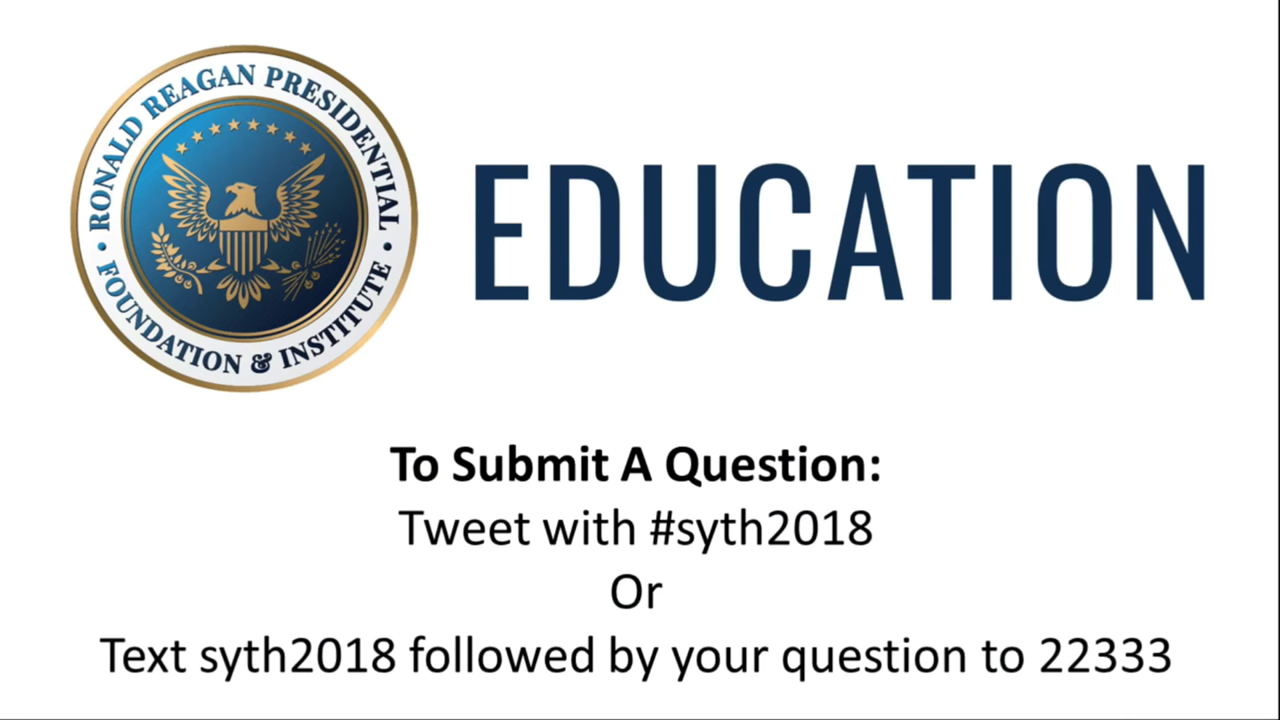 • RONALD REAGAN PRESIDENTIAL •
FOUNDATION & INSTITUTE
EDUCATION
To Submit A Question:
Tweet with #syth2018
Or
Text syth2018 followed by your question to 22333